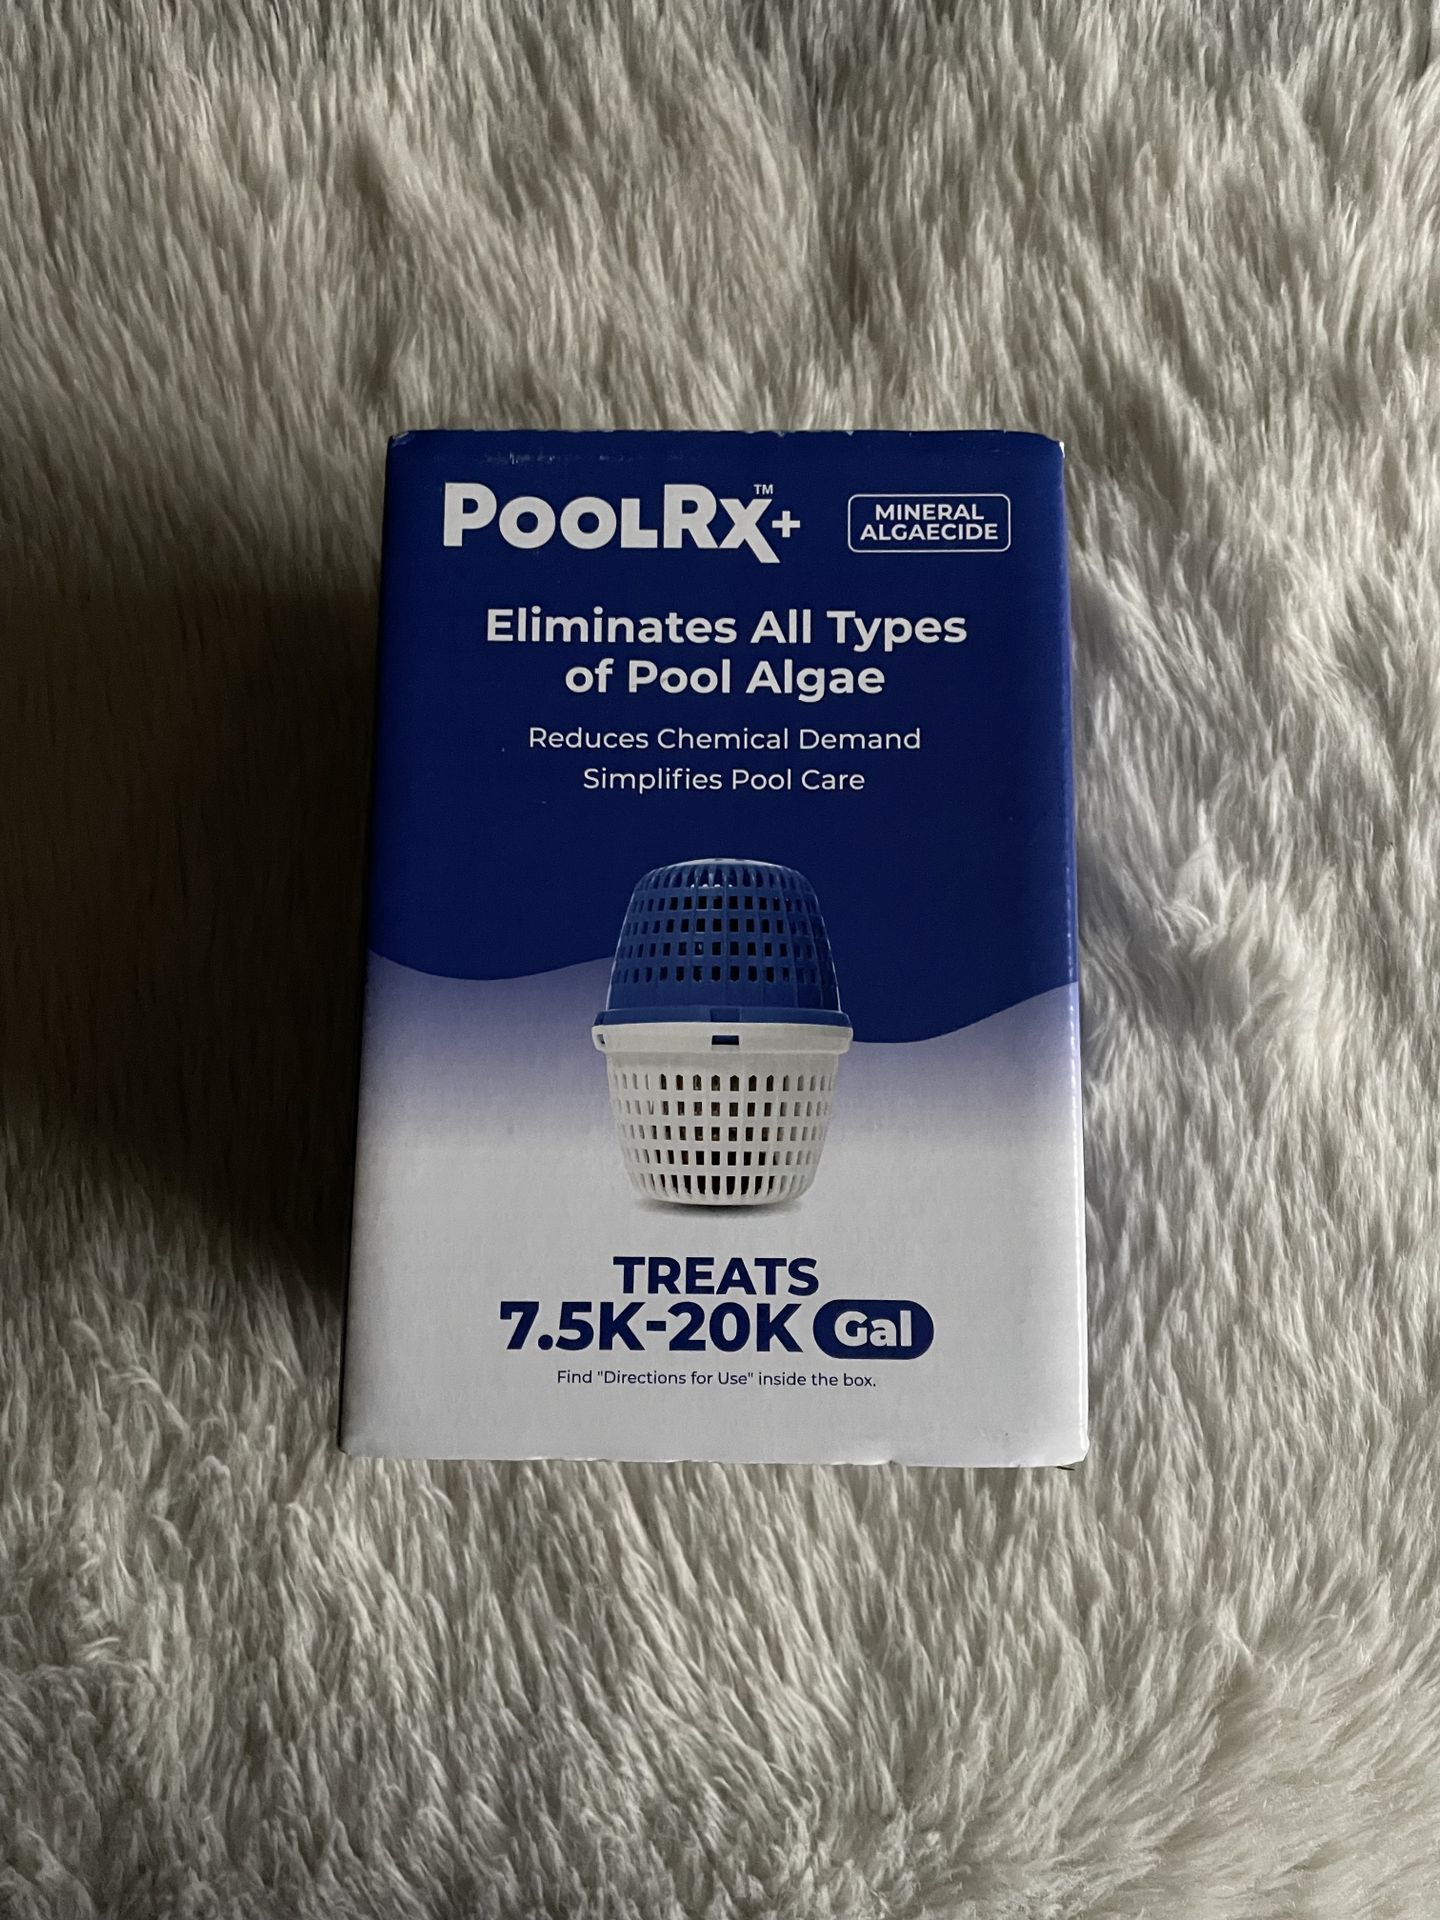 POOLRX™+
MINERAL
ALGAECIDE
Eliminates All Types
of Pool Algae
Reduces Chemical Demand
Simplifies Pool Care
TREATS
7.5K-20K Gal
Find "Directions for Use" inside the box.